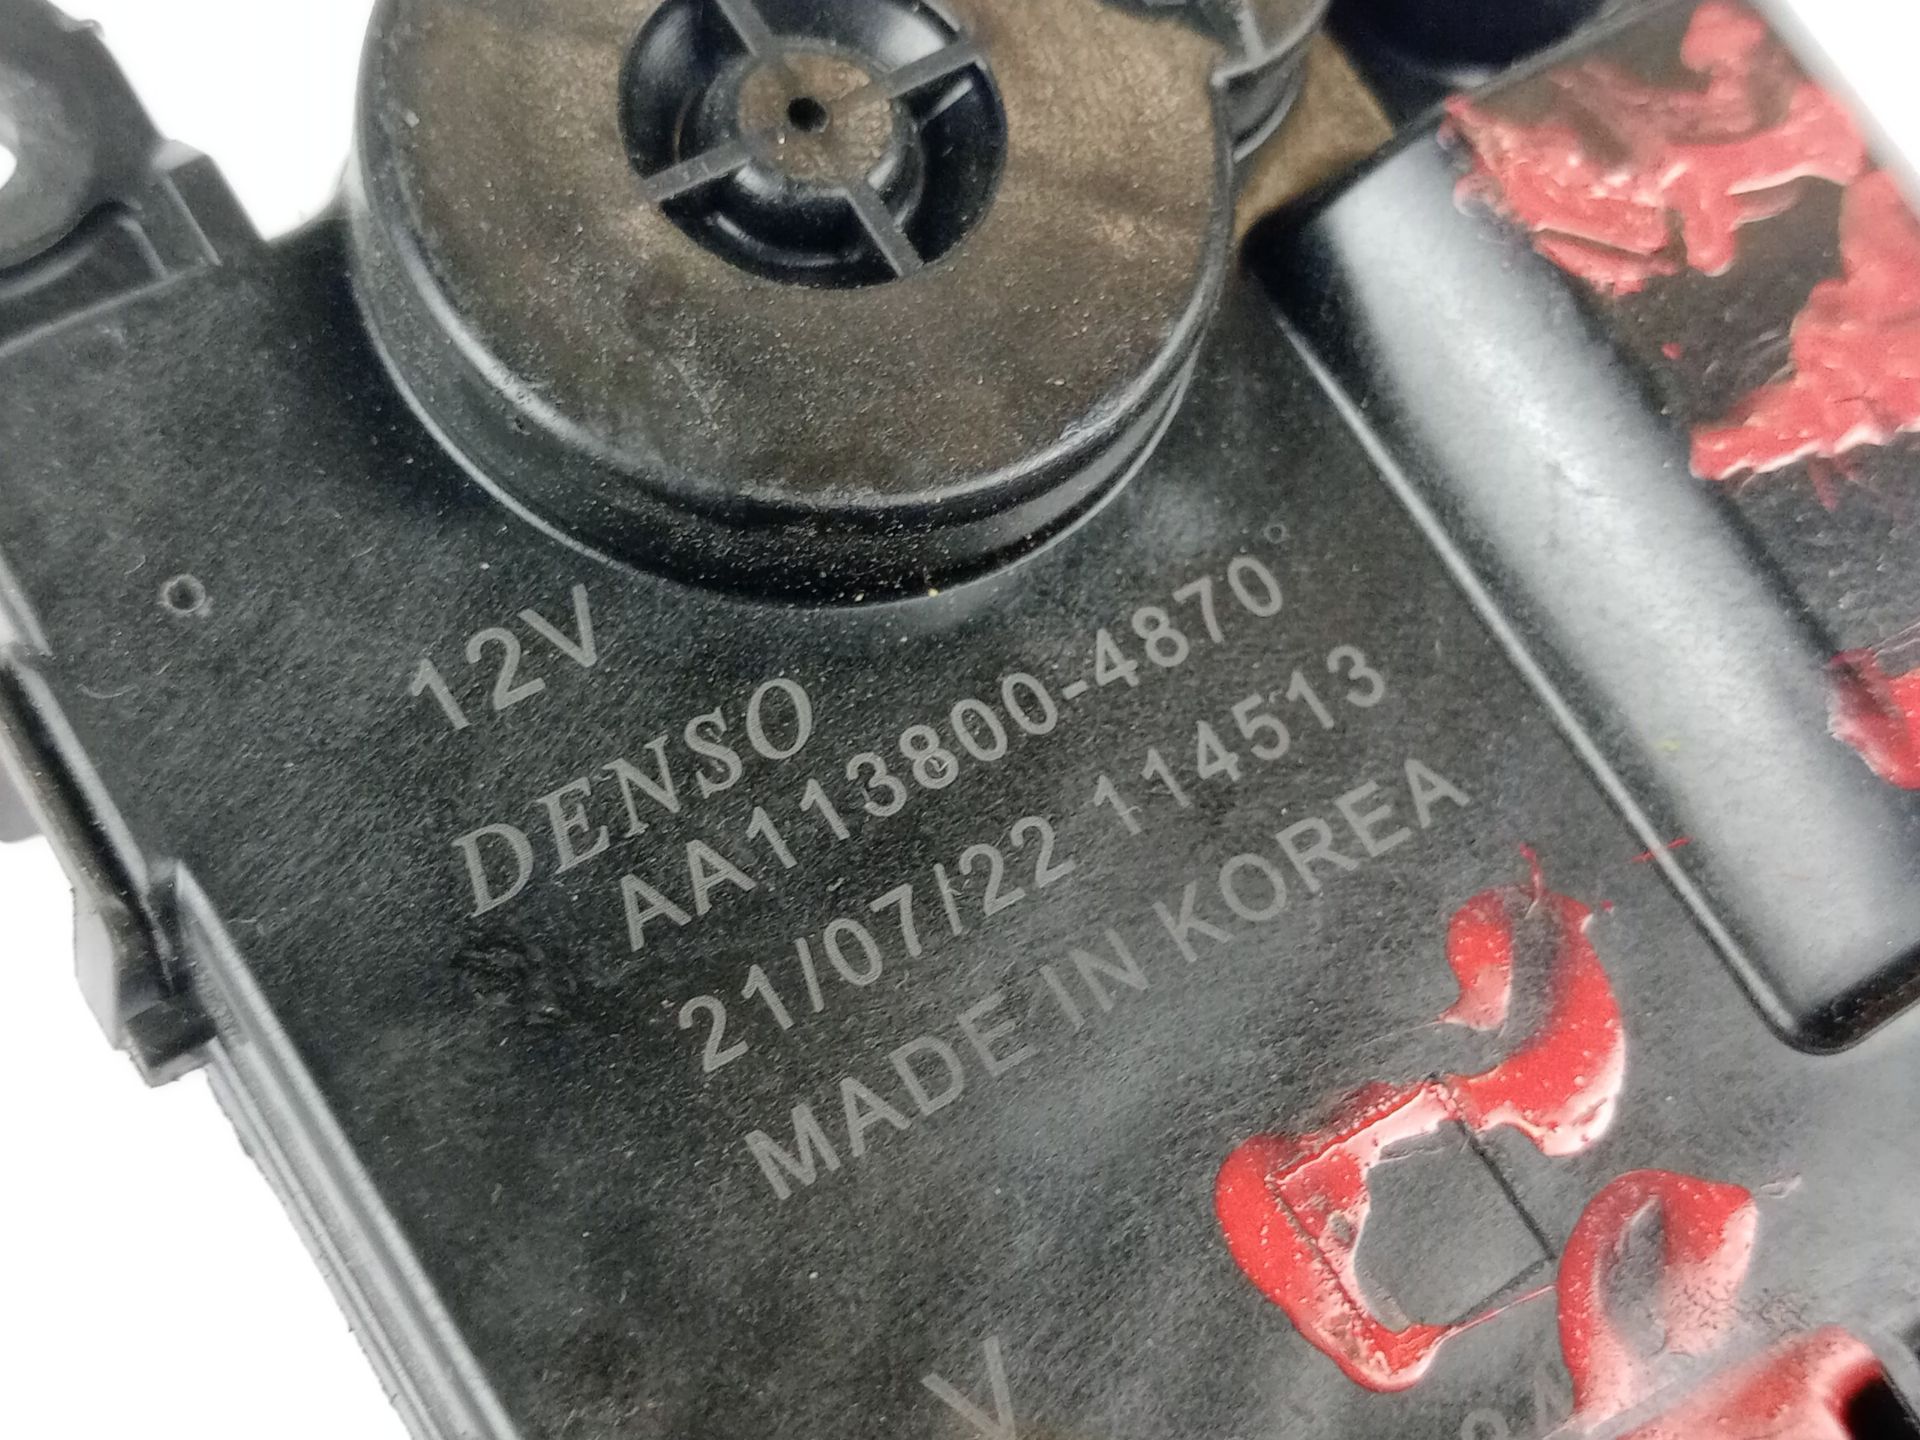 12V
DENSO
AA113800-4870
21/07/22 114513
MADE IN KOREA
V